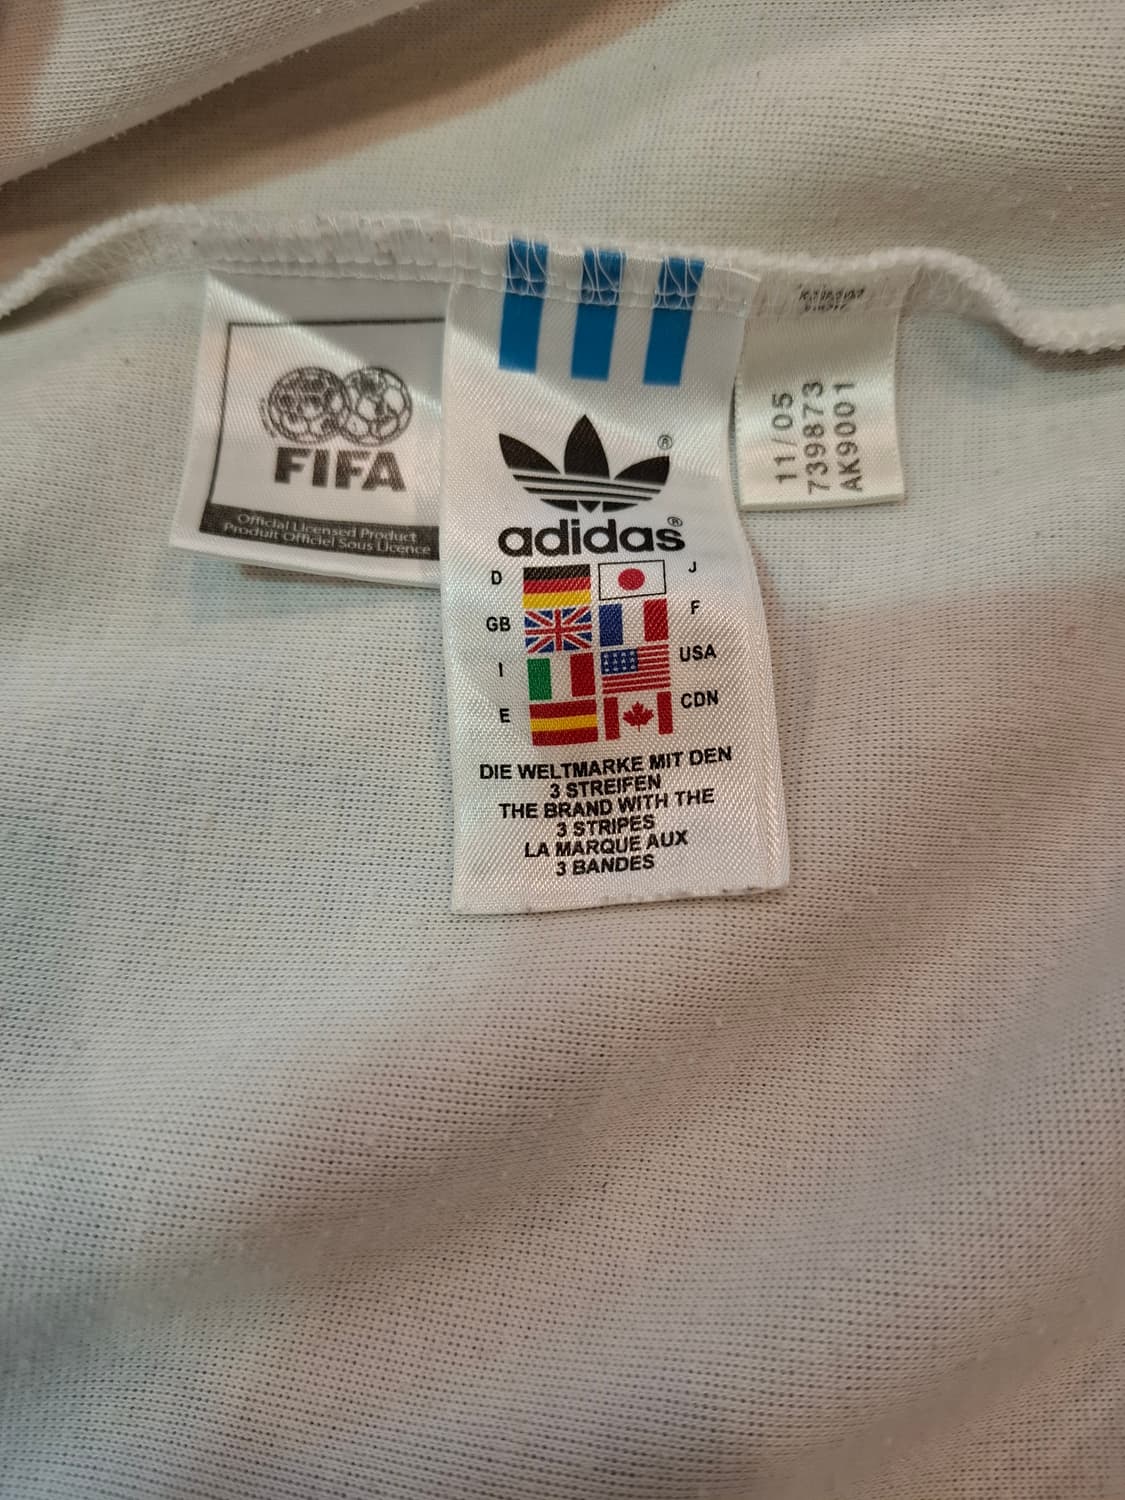 FIFA
Official Licensed Product
Produit Officiel Sous Licence
®
adidas®
D
J
GB
F
I
USA
E
CDN
DIE WELTMARKE MIT DEN
3 STREIFEN
THE BRAND WITH THE
3 STRIPES
LA MARQUE AUX
3 BANDES
11/05
739873
AK9001